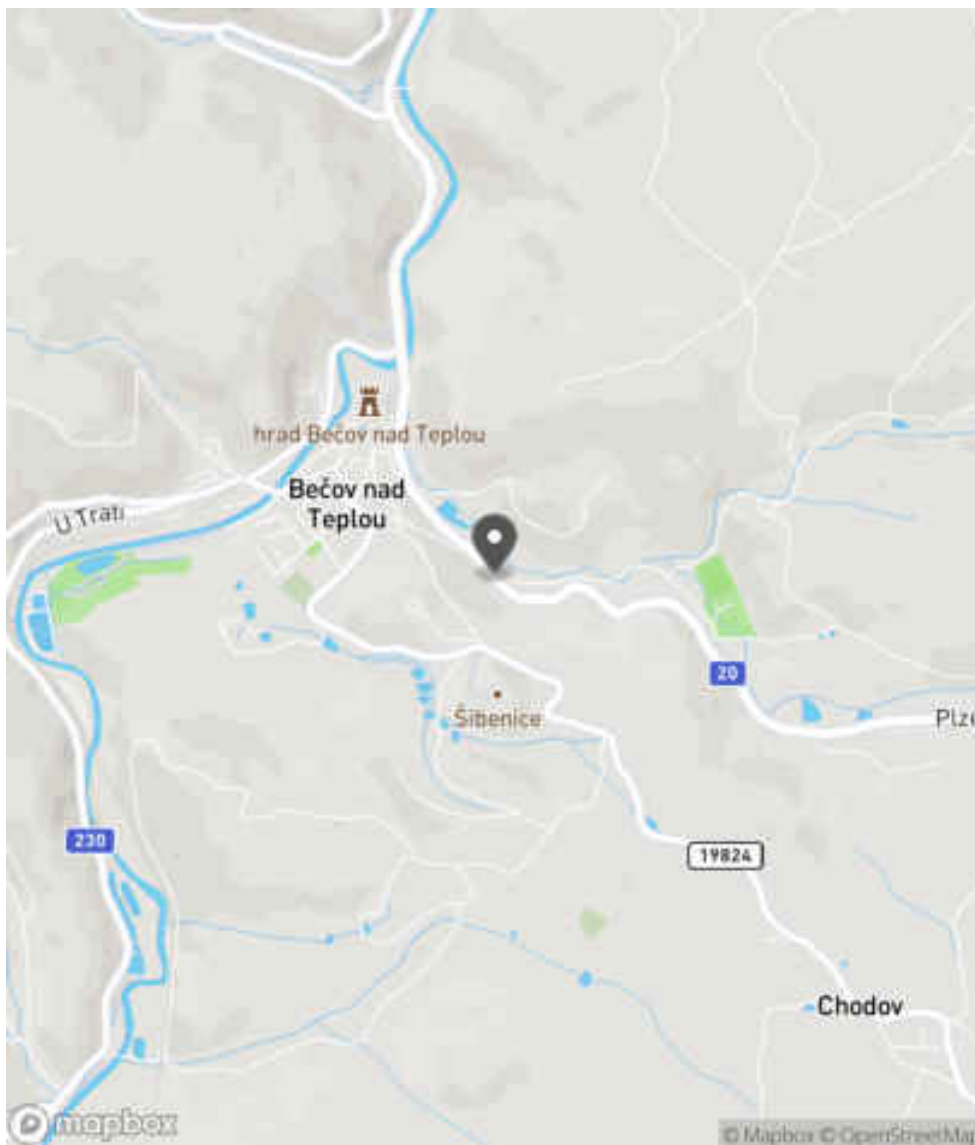 hrad Bečov nad Teplou
Bečov nad
Teplou
U Trati
20
Šibenice
Plze
230
19824
Chodov
mapbox
© Mapbox © OpenStreetMa